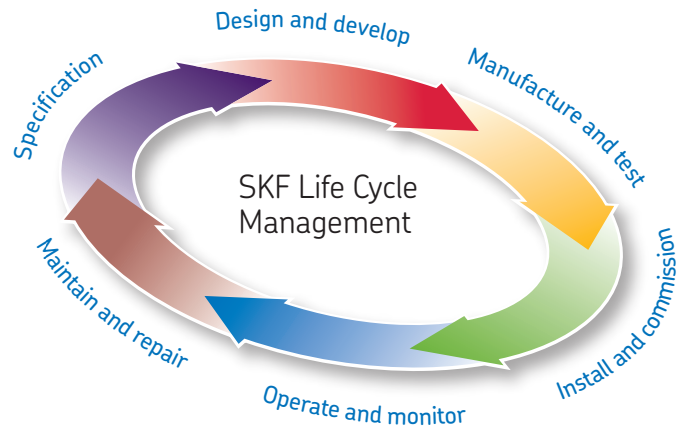 Design and develop
Manufacture and test
Install and commission
Operate and monitor
Maintain and repair
Specification
SKF Life Cycle
Management